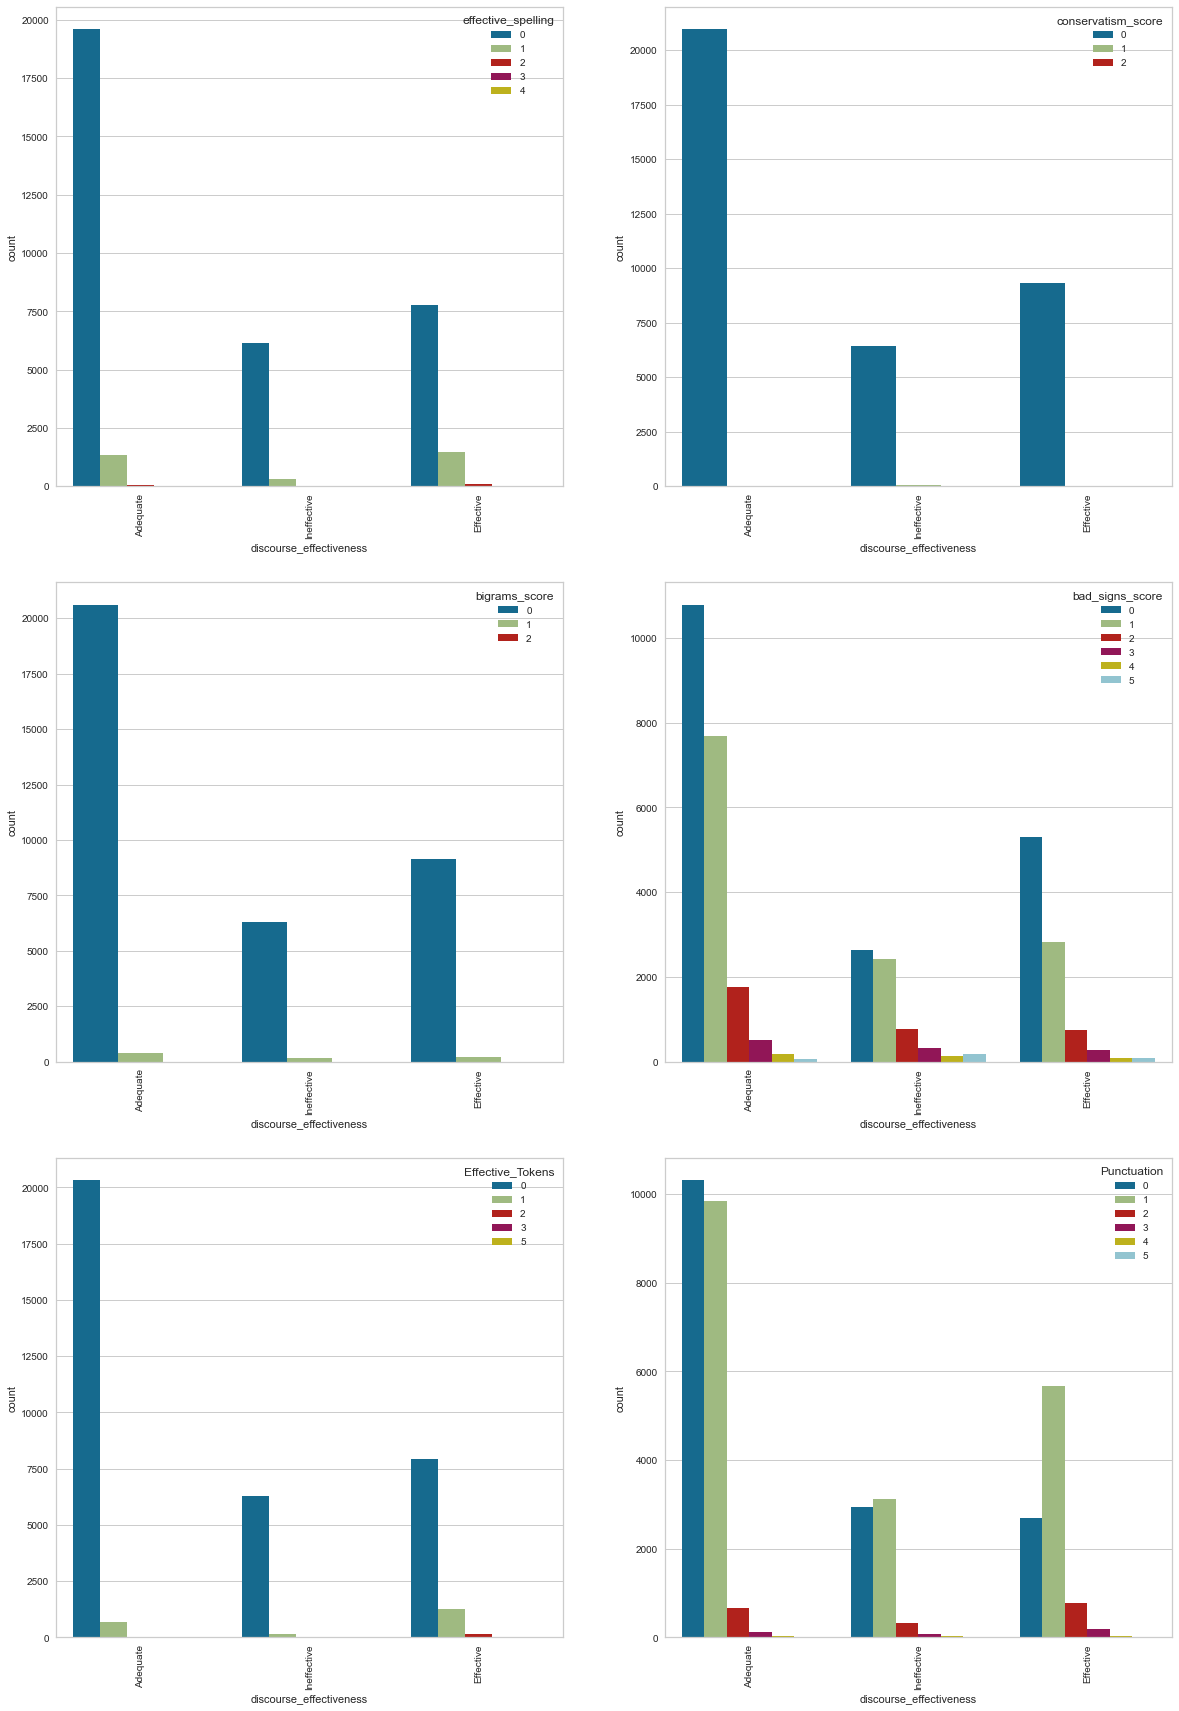 effective_spelling
0
1
2
3
4
20000
17500
15000
12500
10000
7500
5000
2500
0
count
Adequate
Ineffective
Effective
discourse_effectiveness
conservatism_score
0
1
2
20000
17500
15000
12500
10000
7500
5000
2500
0
count
Adequate
Ineffective
Effective
discourse_effectiveness
bigrams_score
0
1
2
20000
17500
15000
12500
10000
7500
5000
2500
0
count
Adequate
Ineffective
Effective
discourse_effectiveness
bad_signs_score
0
1
2
3
4
5
10000
8000
6000
4000
2000
0
count
Adequate
Ineffective
Effective
discourse_effectiveness
Effective_Tokens
0
1
2
3
5
20000
17500
15000
12500
10000
7500
5000
2500
0
count
Adequate
Ineffective
Effective
discourse_effectiveness
Punctuation
0
1
2
3
4
5
10000
8000
6000
4000
2000
0
count
Adequate
Ineffective
Effective
discourse_effectiveness